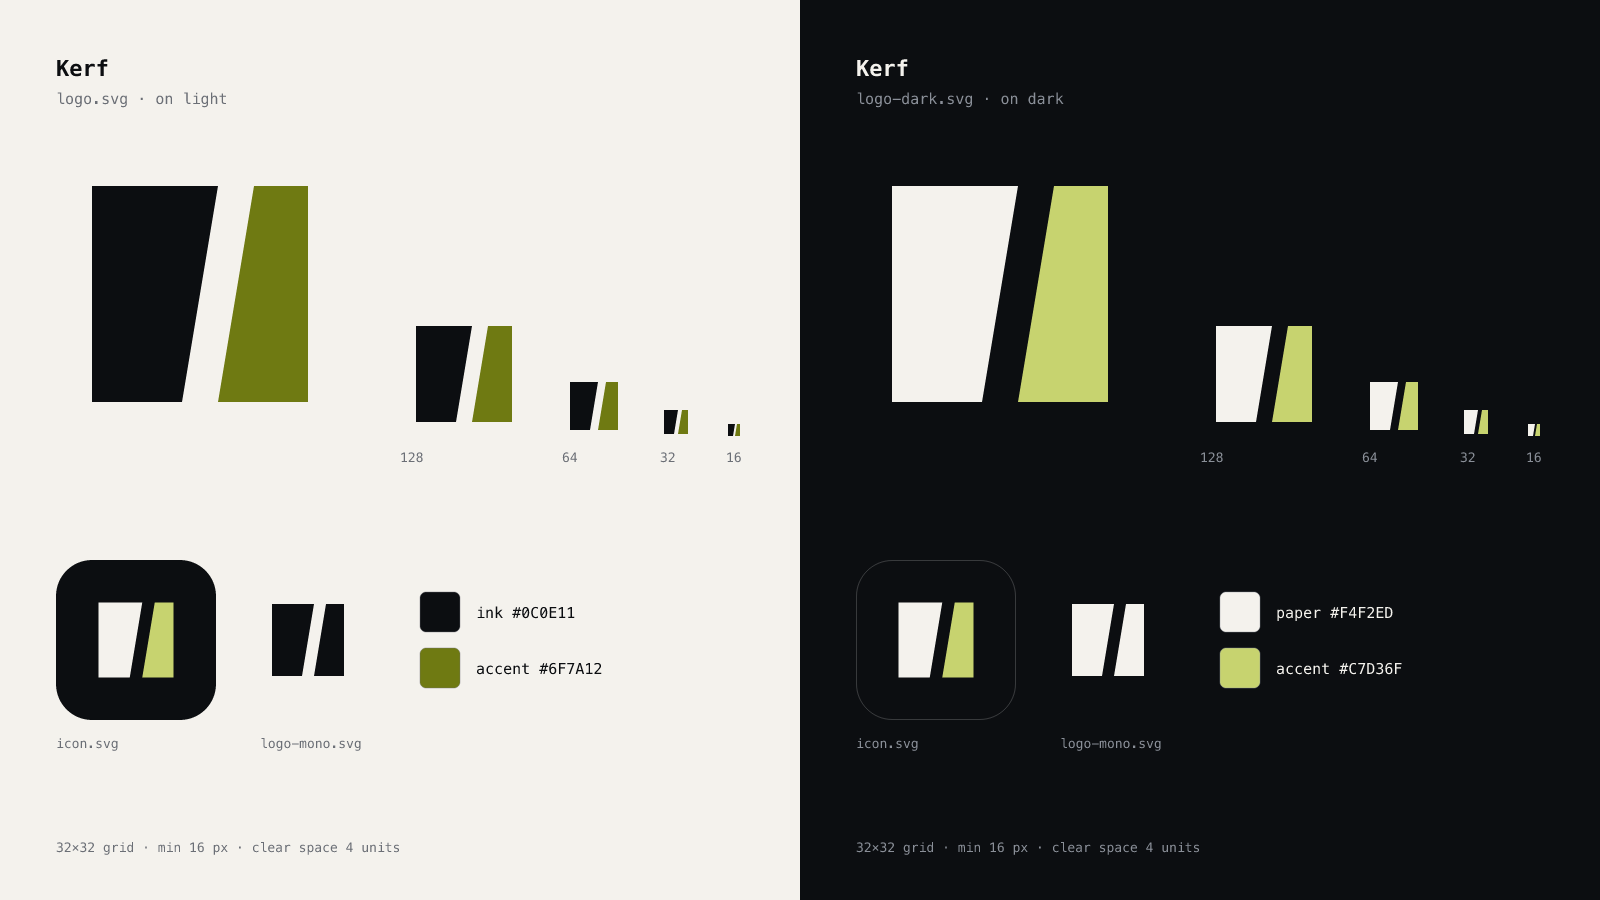 Kerf
logo.svg · on light
128 64 32 16
ink #0C0E11
accent #6F7A12
icon.svg logo-mono.svg
32×32 grid · min 16 px · clear space 4 units
Kerf
logo-dark.svg · on dark
128 64 32 16
paper #F4F2ED
accent #C7D36F
icon.svg logo-mono.svg
32×32 grid · min 16 px · clear space 4 units